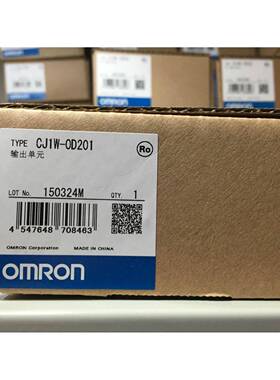 TYPE CJ1W-OD201
输出单元
Ro
LOT No. 150324M QTY. 1
4 547648 708463
OMRON Corporation MADE IN CHINA
OMRON
OMRON